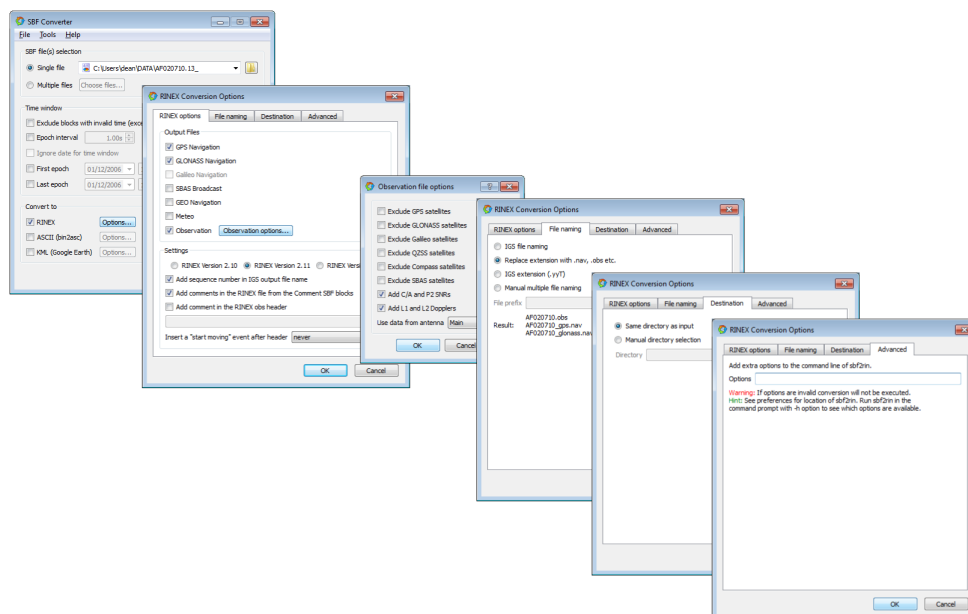 SBF Converter
File Tools Help
SBF file(s) selection
Single file C:\Users\dean\DATA\AF020710.13_
Multiple files Choose files...
Time window
Exclude blocks with invalid time (exce
Epoch interval 1.00s
Ignore date for time window
First epoch 01/12/2006
Last epoch 01/12/2006
Convert to
RINEX Options...
ASCII (bin2asc) Options...
KML (Google Earth) Options...
RINEX Conversion Options
RINEX options File naming Destination Advanced
Output Files
GPS Navigation
GLONASS Navigation
Galileo Navigation
SBAS Broadcast
GEO Navigation
Meteo
Observation Observation options...
Settings
RINEX Version 2.10 RINEX Version 2.11 RINEX Vers
Add sequence number in IGS output file name
Add comments in the RINEX file from the Comment SBF blocks
Add comment in the RINEX obs header
Insert a "start moving" event after header never
OK Cancel
Observation file options
Exclude GPS satellites
Exclude GLONASS satellites
Exclude Galileo satellites
Exclude QZSS satellites
Exclude Compass satellites
Exclude SBAS satellites
Add C/A and P2 SNRs
Add L1 and L2 Dopplers
Use data from antenna Main
OK Cancel
RINEX Conversion Options
RINEX options File naming Destination Advanced
IGS file naming
Replace extension with .nav, .obs etc.
IGS extension (.yyT)
Manual multiple file naming
File prefix
Result: AF020710.obs
AF020710_gps.nav
AF020710_glonass.nav
RINEX Conversion Options
RINEX options File naming Destination Advanced
Same directory as input
Manual directory selection
Directory
RINEX Conversion Options
RINEX options File naming Destination Advanced
Add extra options to the command line of sbf2rin.
Options
Warning: If options are invalid conversion will not be executed.
Hint: See preferences for location of sbf2rin. Run sbf2rin in the
command prompt with -h option to see which options are available.
OK Cancel